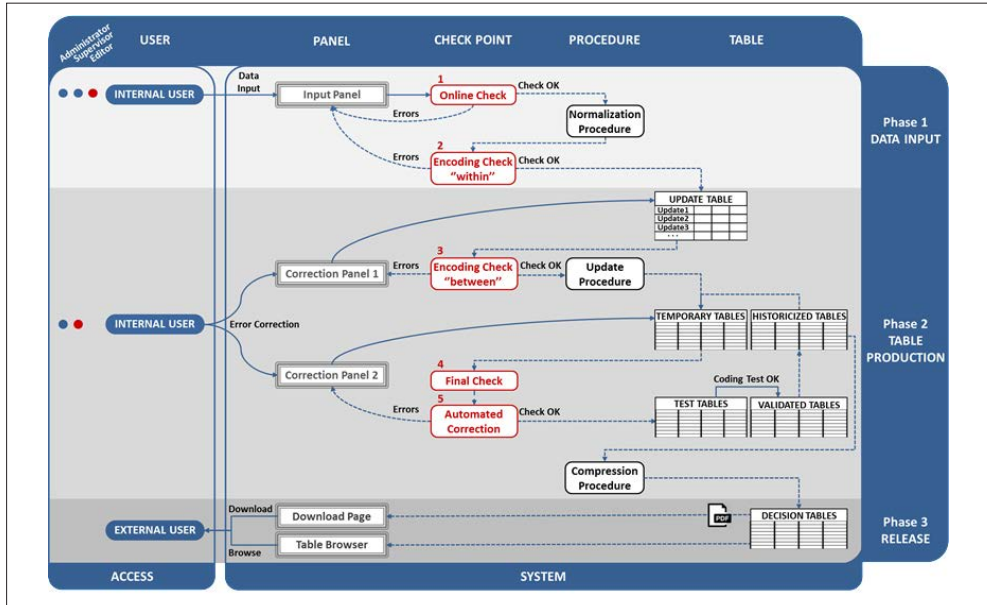 Administrator
Supervisor
Editor
USER
PANEL
CHECK POINT
PROCEDURE
TABLE
INTERNAL USER
Data
Input
Input Panel
1
Online Check
Check OK
Errors
Normalization
Procedure
Phase 1
DATA INPUT
2
Encoding Check
"within"
Errors
Check OK
UPDATE TABLE
Update1
Update2
Update3
...
3
Correction Panel 1
Errors
Encoding Check
"between"
Check OK
Update
Procedure
INTERNAL USER
Error Correction
TEMPORARY TABLES
HISTORICIZED TABLES
Phase 2
TABLE
PRODUCTION
Correction Panel 2
4
Final Check
Coding Test OK
5
Errors
Automated
Correction
Check OK
TEST TABLES
VALIDATED TABLES
Compression
Procedure
EXTERNAL USER
Download
Download Page
PDF
DECISION TABLES
Phase 3
RELEASE
Browse
Table Browser
ACCESS
SYSTEM